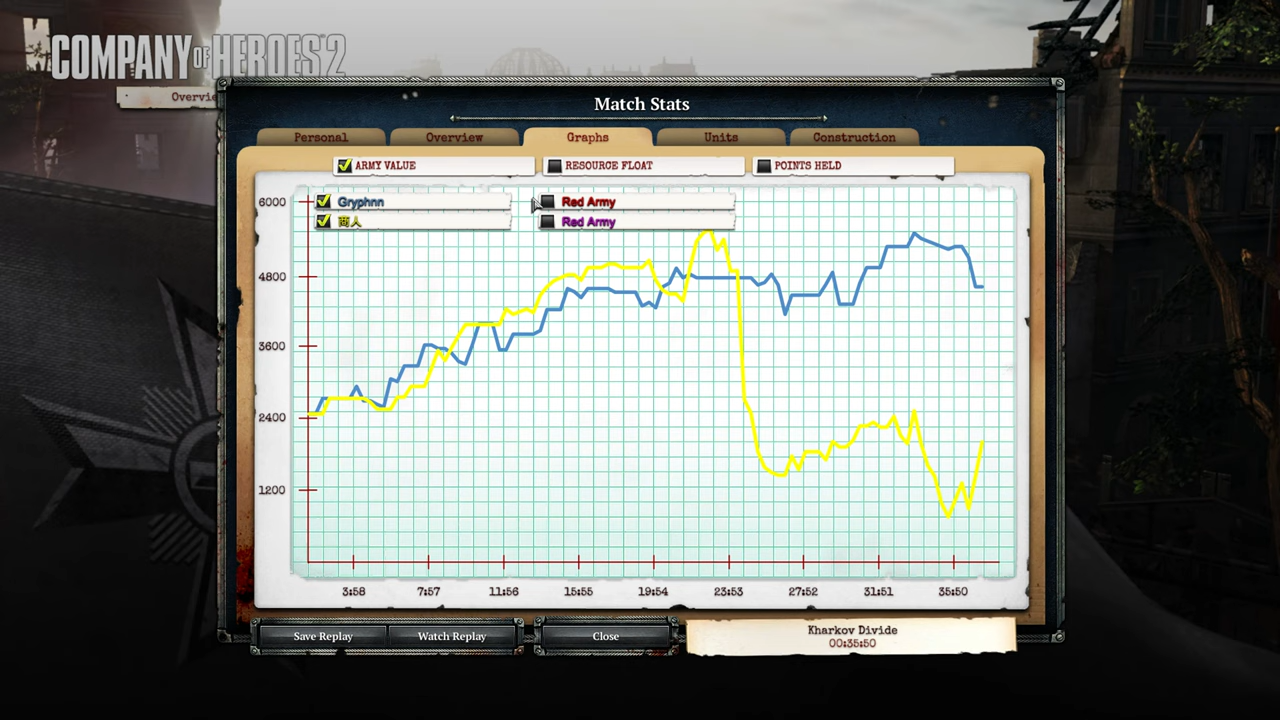 COMPANY OF HEROES 2
Overvie
Match Stats
Personal
Overview
Graphs
Units
Construction
ARMY VALUE
RESOURCE FLOAT
POINTS HELD
Gryphnn
Red Army
商人
Red Army
6000
4800
3600
2400
1200
3:58
7:57
11:56
15:55
19:54
23:53
27:52
31:51
35:50
Save Replay
Watch Replay
Close
Kharkov Divide
00:35:50